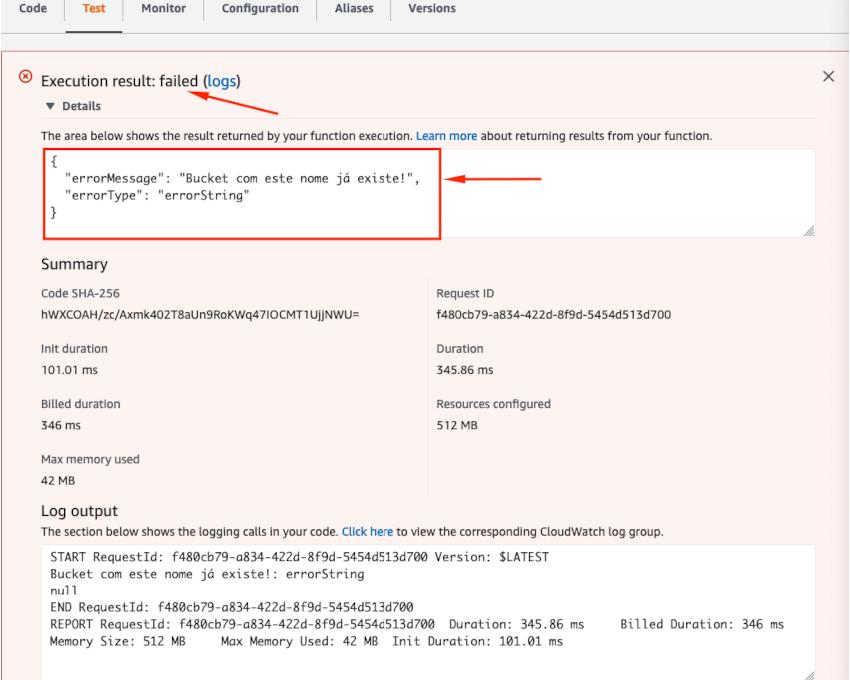 Code Test Monitor Configuration Aliases Versions
Execution result: failed (logs)
Details
The area below shows the result returned by your function execution. Learn more about returning results from your function.
{
"errorMessage": "Bucket com este nome já existe!",
"errorType": "errorString"
}
Summary
Code SHA-256
hWXCOAH/zc/Axmk402T8aUn9RoKWq47IOCMT1UjjNWU=
Request ID
f480cb79-a834-422d-8f9d-5454d513d700
Init duration
101.01 ms
Duration
345.86 ms
Billed duration
346 ms
Resources configured
512 MB
Max memory used
42 MB
Log output
The section below shows the logging calls in your code. Click here to view the corresponding CloudWatch log group.
START RequestId: f480cb79-a834-422d-8f9d-5454d513d700 Version: $LATEST
Bucket com este nome já existe!: errorString
null
END RequestId: f480cb79-a834-422d-8f9d-5454d513d700
REPORT RequestId: f480cb79-a834-422d-8f9d-5454d513d700 Duration: 345.86 ms Billed Duration: 346 ms
Memory Size: 512 MB Max Memory Used: 42 MB Init Duration: 101.01 ms